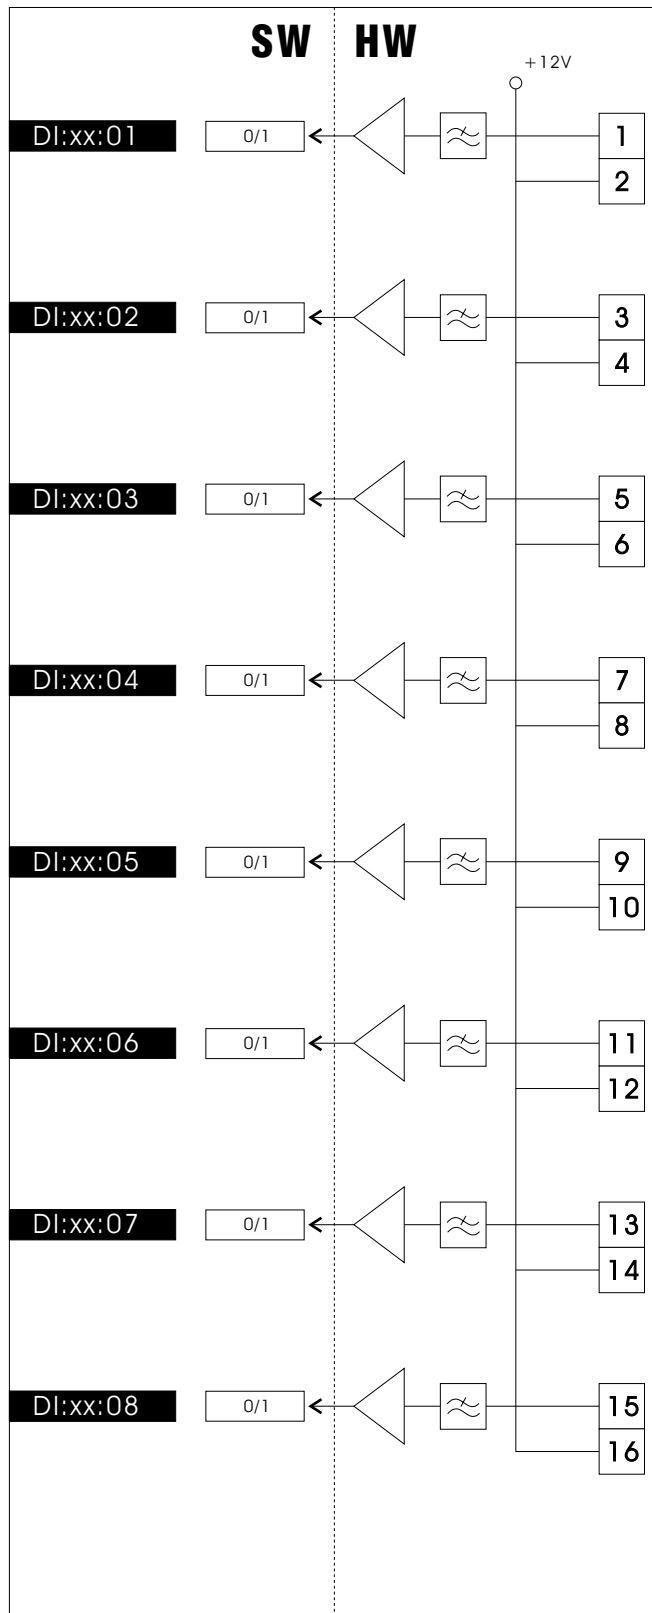 SW HW
+12V
DI:xx:01 0/1 1
2
DI:xx:02 0/1 3
4
DI:xx:03 0/1 5
6
DI:xx:04 0/1 7
8
DI:xx:05 0/1 9
10
DI:xx:06 0/1 11
12
DI:xx:07 0/1 13
14
DI:xx:08 0/1 15
16